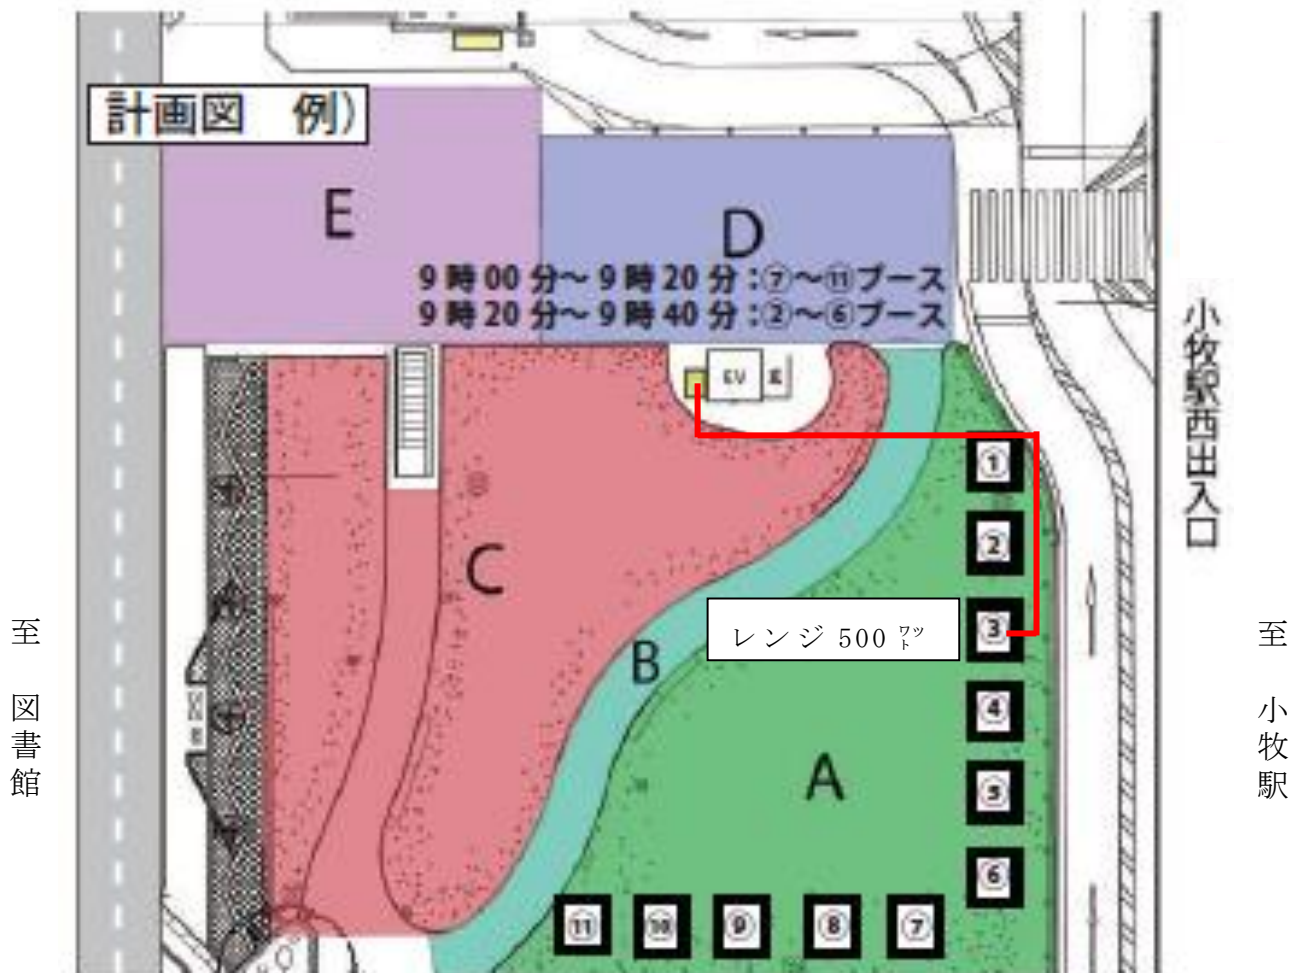 計画図　例）
E
D
9時00分～9時20分：⑦～⑪ブース
9時20分～9時40分：②～⑥ブース
EV
小牧駅西出入口
①
②
C
レンジ500ワット
③
B
至　図書館
至　小牧駅
④
A
⑤
⑥
⑪
⑩
⑨
⑧
⑦